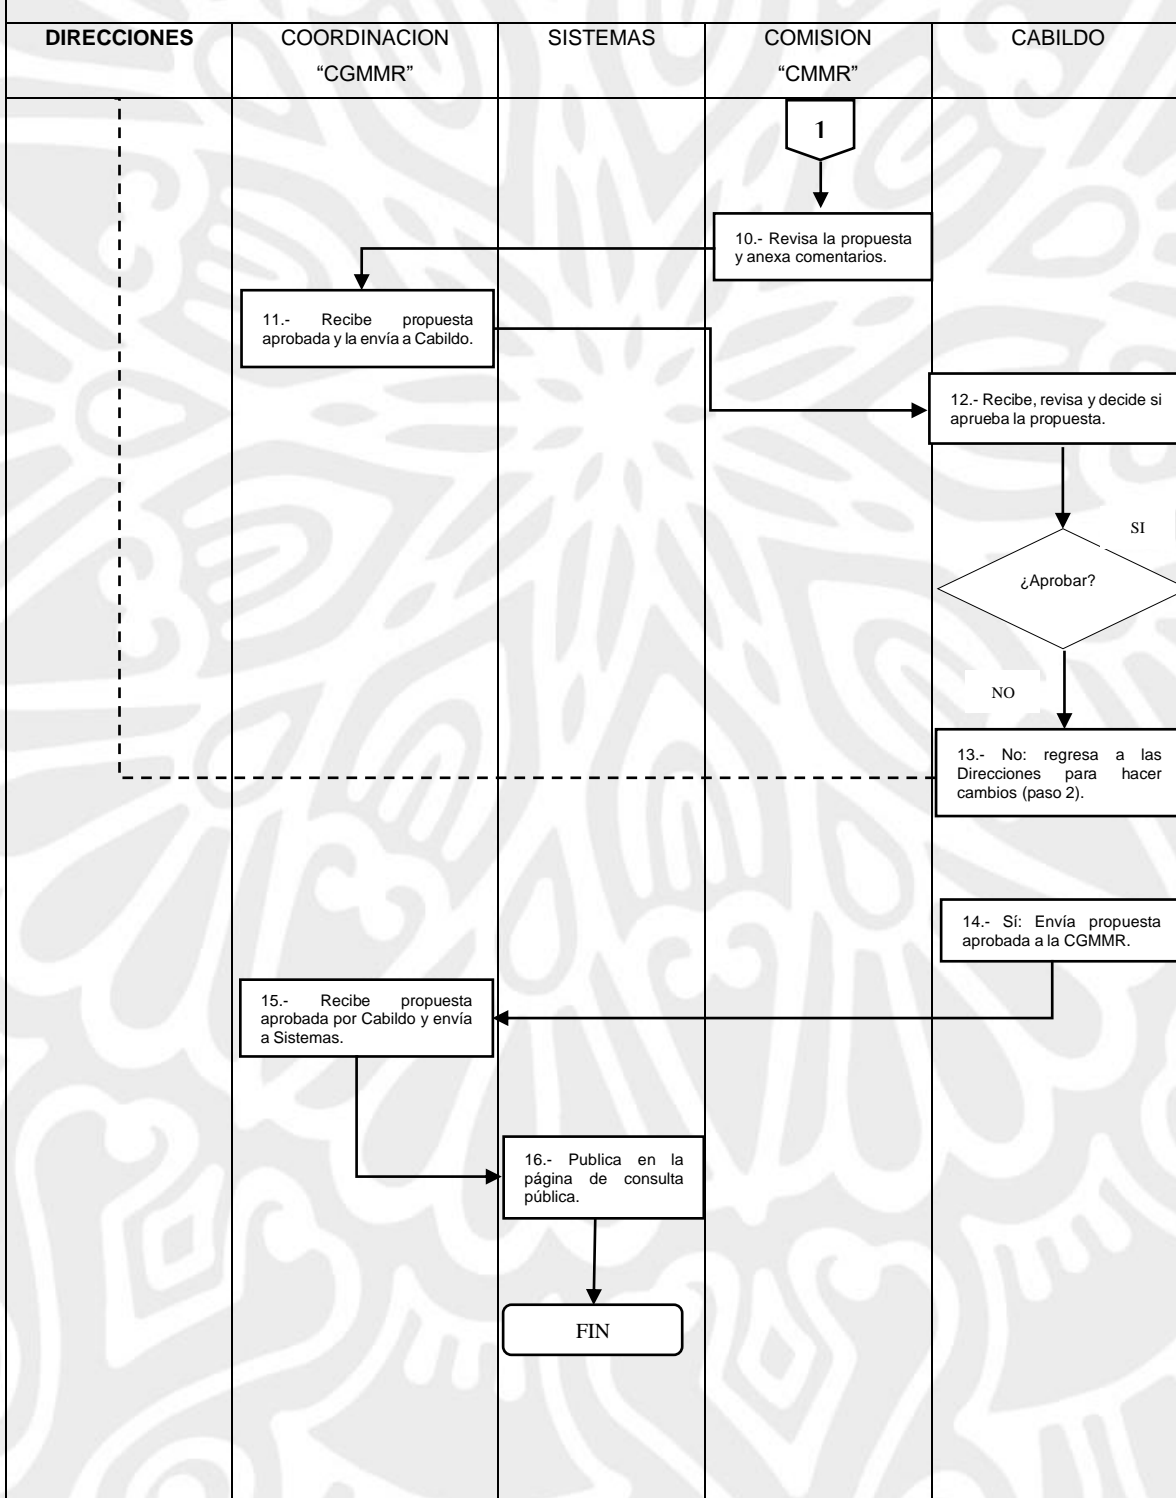 DIRECCIONES
COORDINACION
“CGMMR”
SISTEMAS
COMISION
“CMMR”
CABILDO
1
10.- Revisa la propuesta
y anexa comentarios.
11.- Recibe propuesta
aprobada y la envía a Cabildo.
12.- Recibe, revisa y decide si
aprueba la propuesta.
SI
¿Aprobar?
NO
13.- No: regresa a las
Direcciones para hacer
cambios (paso 2).
14.- Sí: Envía propuesta
aprobada a la CGMMR.
15.- Recibe propuesta
aprobada por Cabildo y envía
a Sistemas.
16.- Publica en la
página de consulta
pública.
FIN